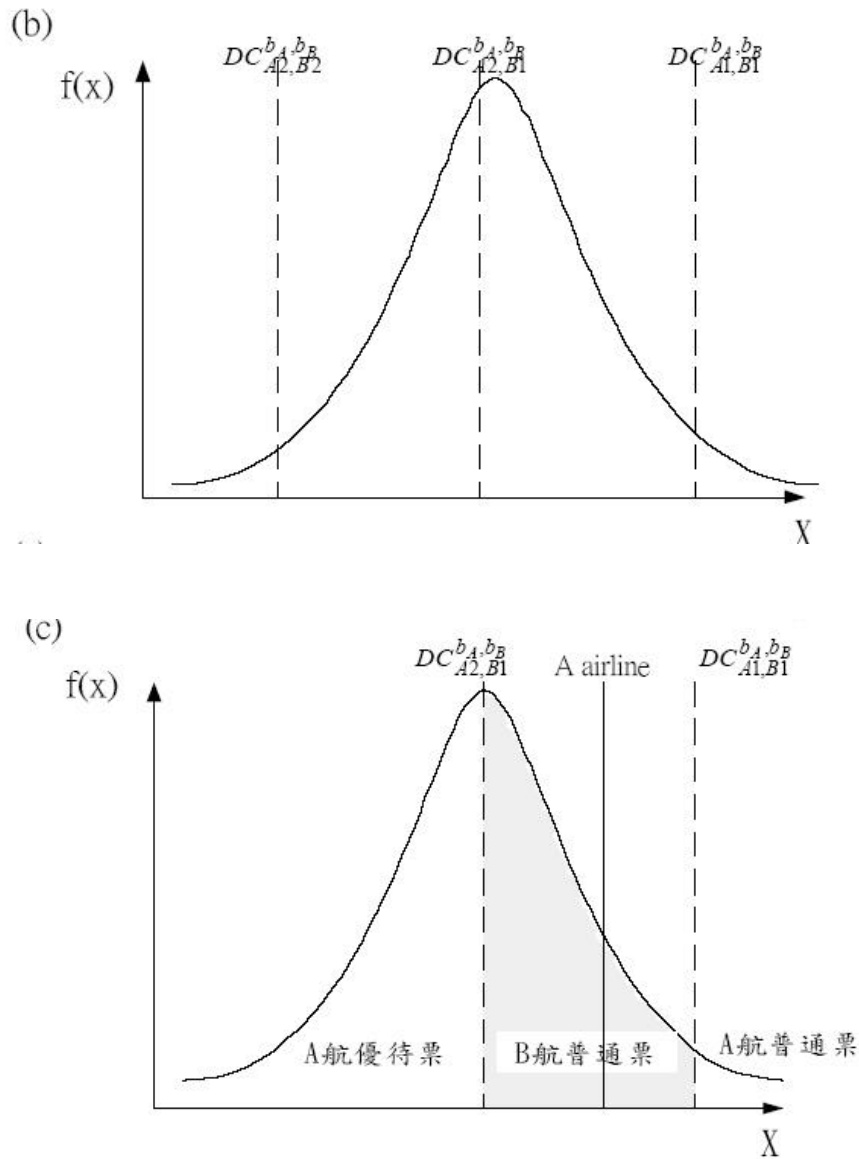 (b)
DC^{b_A,b_B}_{A2,B2} DC^{b_A,b_B}_{A2,B1} DC^{b_A,b_B}_{A1,B1}
f(x)
X
(c)
DC^{b_A,b_B}_{A2,B1} A airline DC^{b_A,b_B}_{A1,B1}
f(x)
A航優待票 B航普通票 A航普通票
X